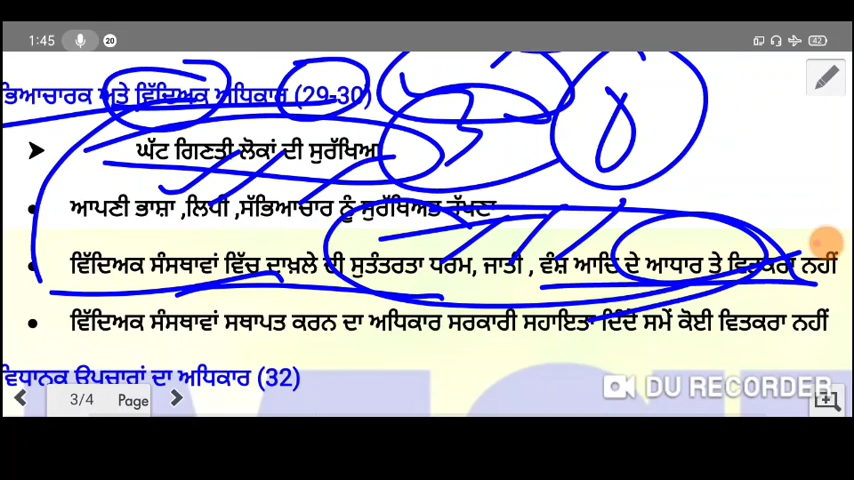 1:45 20 42
ਭਿਆਚਾਰਕ ਅਤੇ ਵਿੱਦਿਅਕ ਅਧਿਕਾਰ (29-30)
➤ ਘੱਟ ਗਿਣਤੀ ਲੋਕਾਂ ਦੀ ਸੁਰੱਖਿਆ
• ਆਪਣੀ ਭਾਸ਼ਾ ,ਲਿਪੀ ,ਸੱਭਿਆਚਾਰ ਨੂੰ ਸੁਰੱਖਿਅਤ ਰੱਖਣਾ
• ਵਿੱਦਿਅਕ ਸੰਸਥਾਵਾਂ ਵਿੱਚ ਦਾਖ਼ਲੇ ਦੀ ਸੁਤੰਤਰਤਾ ਧਰਮ, ਜਾਤੀ , ਵੰਸ਼ ਆਦਿ ਦੇ ਆਧਾਰ ਤੇ ਵਿਤਕਰਾ ਨਹੀਂ
• ਵਿੱਦਿਅਕ ਸੰਸਥਾਵਾਂ ਸਥਾਪਤ ਕਰਨ ਦਾ ਅਧਿਕਾਰ ਸਰਕਾਰੀ ਸਹਾਇਤਾ ਦਿੰਦੇ ਸਮੇਂ ਕੋਈ ਵਿਤਕਰਾ ਨਹੀਂ
ਵਿਧਾਨਕ ਉਪਚਾਰਾਂ ਦਾ ਅਧਿਕਾਰ (32)
DU RECORDER
3/4 Page